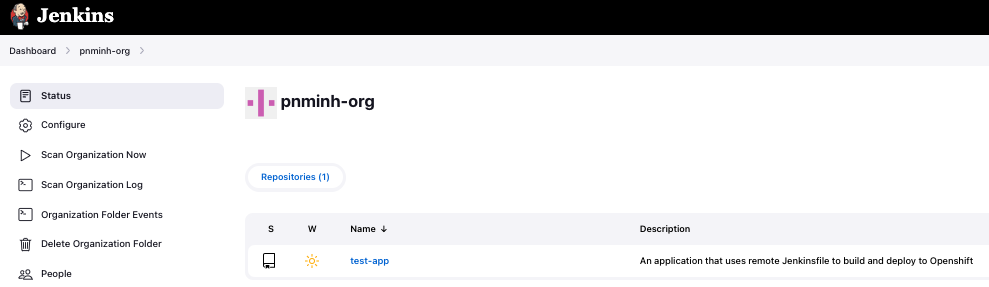 Jenkins
Dashboard > pnminh-org >
Status
Configure
Scan Organization Now
Scan Organization Log
Organization Folder Events
Delete Organization Folder
People
pnminh-org
Repositories (1)
S W Name ↓ Description
test-app An application that uses remote Jenkinsfile to build and deploy to Openshift